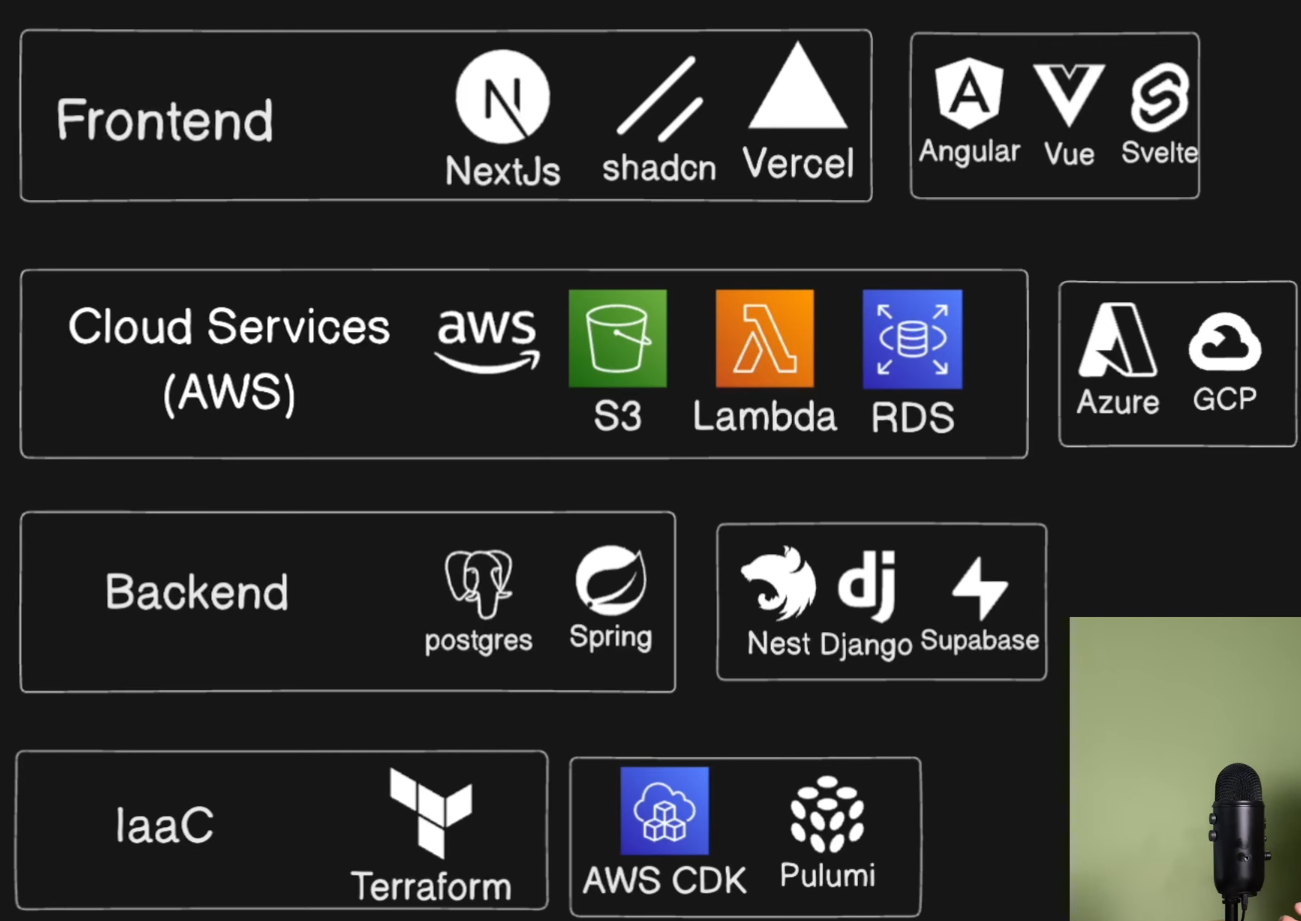 Frontend
NextJs
shadcn
Vercel
Angular
Vue
Svelte
Cloud Services
(AWS)
aws
S3
Lambda
RDS
Azure
GCP
Backend
postgres
Spring
dj
Nest
Django
Supabase
IaaC
Terraform
AWS CDK
Pulumi